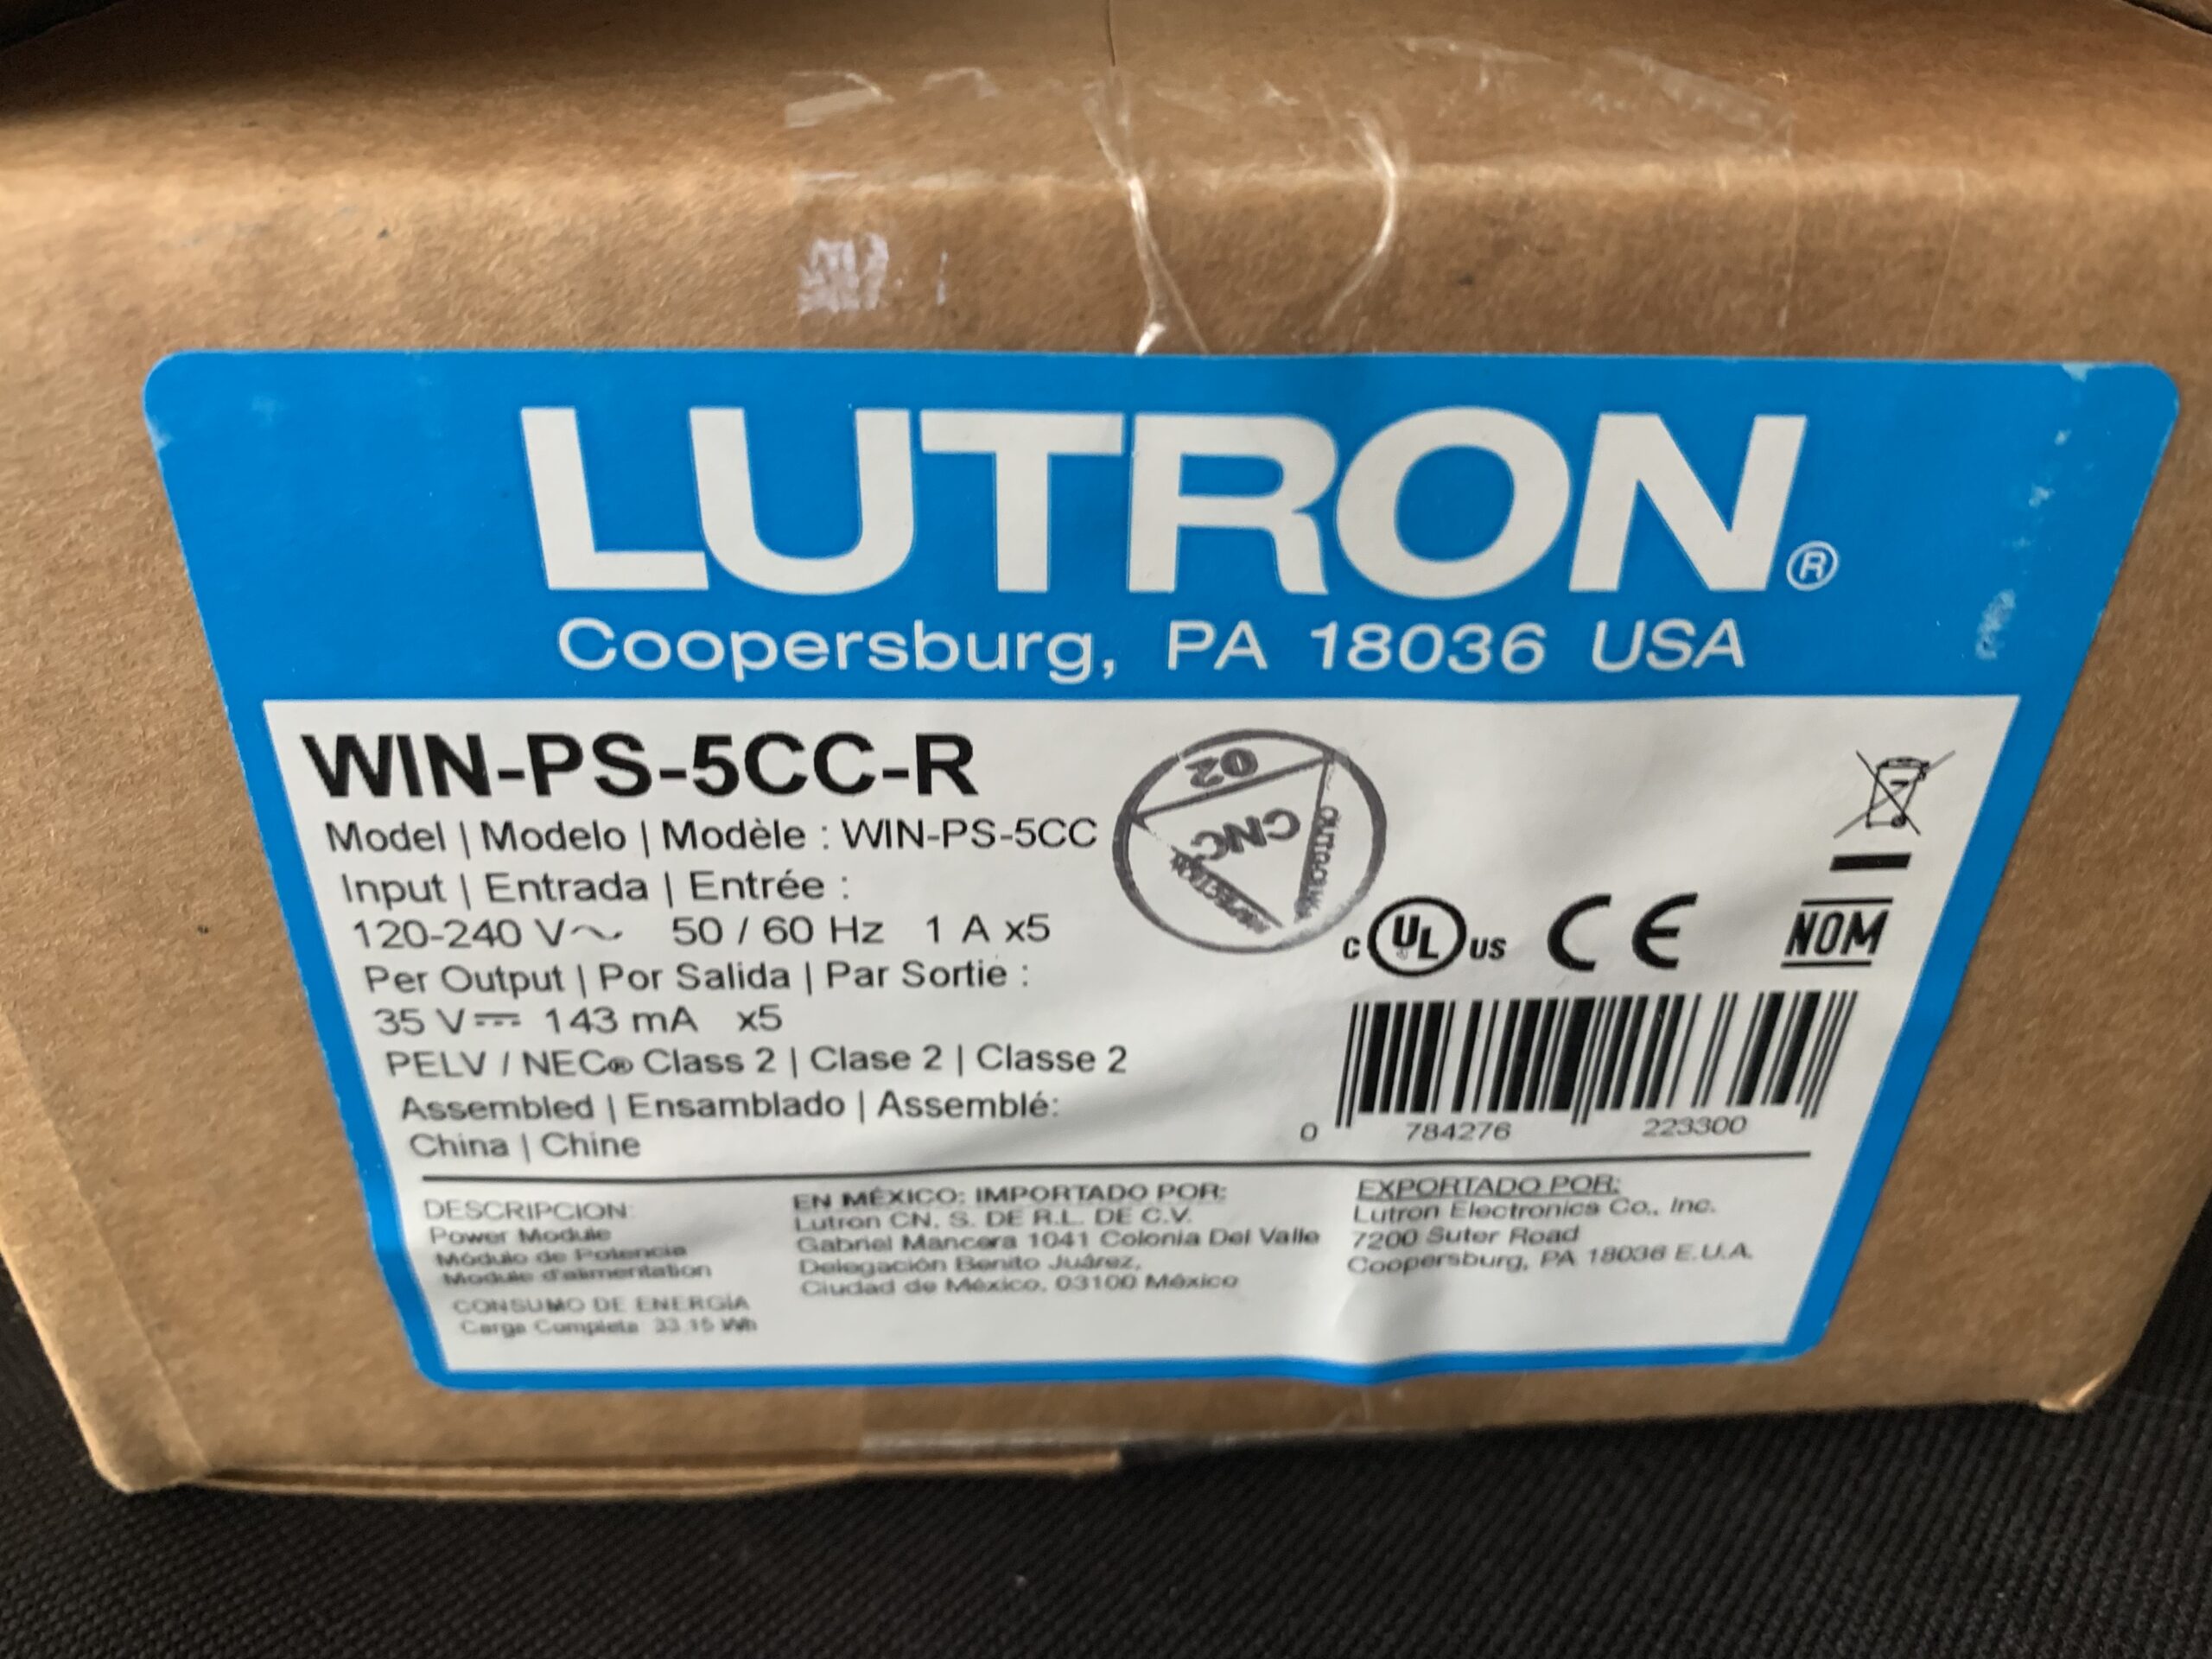 LUTRON®
Coopersburg, PA 18036 USA
WIN-PS-5CC-R
Model | Modelo | Modèle : WIN-PS-5CC
Input | Entrada | Entrée :
120-240 V~ 50 / 60 Hz 1 A x5
Per Output | Por Salida | Par Sortie :
35 V⎓ 143 mA x5
PELV / NEC® Class 2 | Clase 2 | Classe 2
Assembled | Ensamblado | Assemblé:
China | Chine
02
CNC
C UL US CE NOM
0 784276 223300
DESCRIPCION:
Power Module
Módulo de Potencia
Module d'alimentation
CONSUMO DE ENERGÍA
Carga Completa 33.15 Wh
EN MÉXICO: IMPORTADO POR:
Lutron CN, S. DE R.L. DE C.V.
Gabriel Mancera 1041 Colonia Del Valle
Delegación Benito Juárez,
Ciudad de México, 03100 México
EXPORTADO POR:
Lutron Electronics Co., Inc.
7200 Suter Road
Coopersburg, PA 18036 E.U.A.